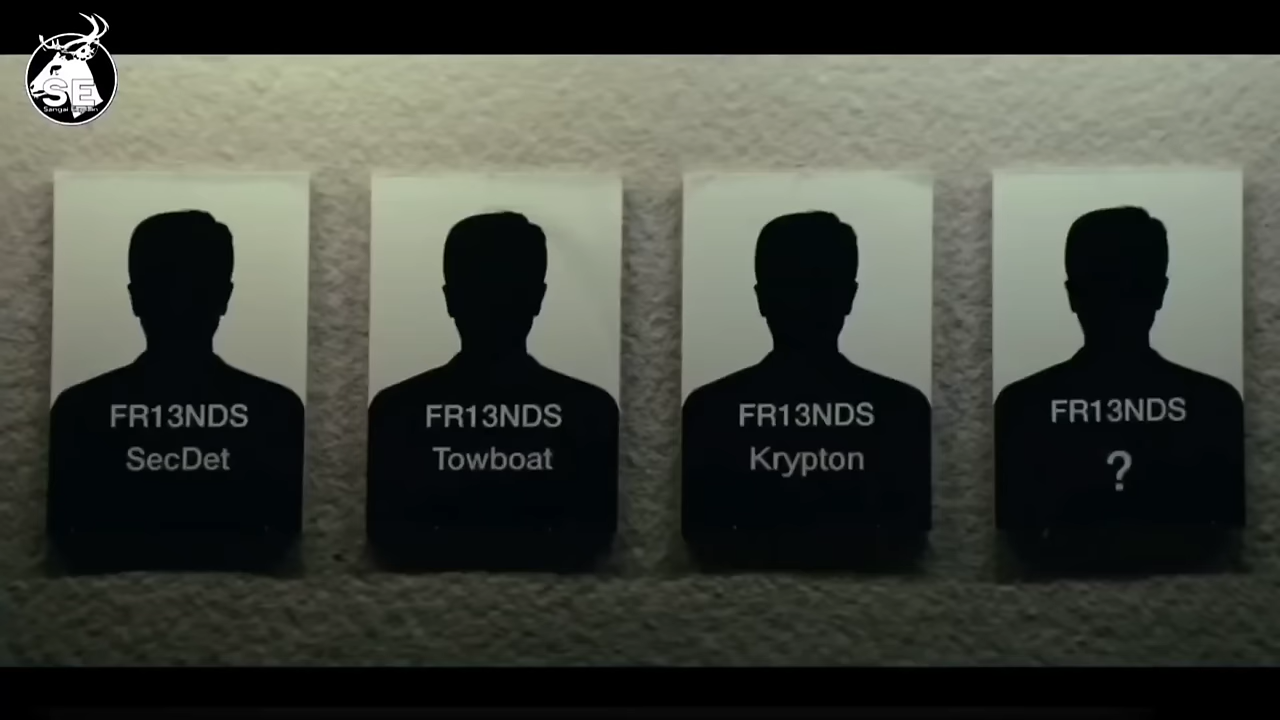 SE
FR13NDS
SecDet
FR13NDS
Towboat
FR13NDS
Krypton
FR13NDS
?